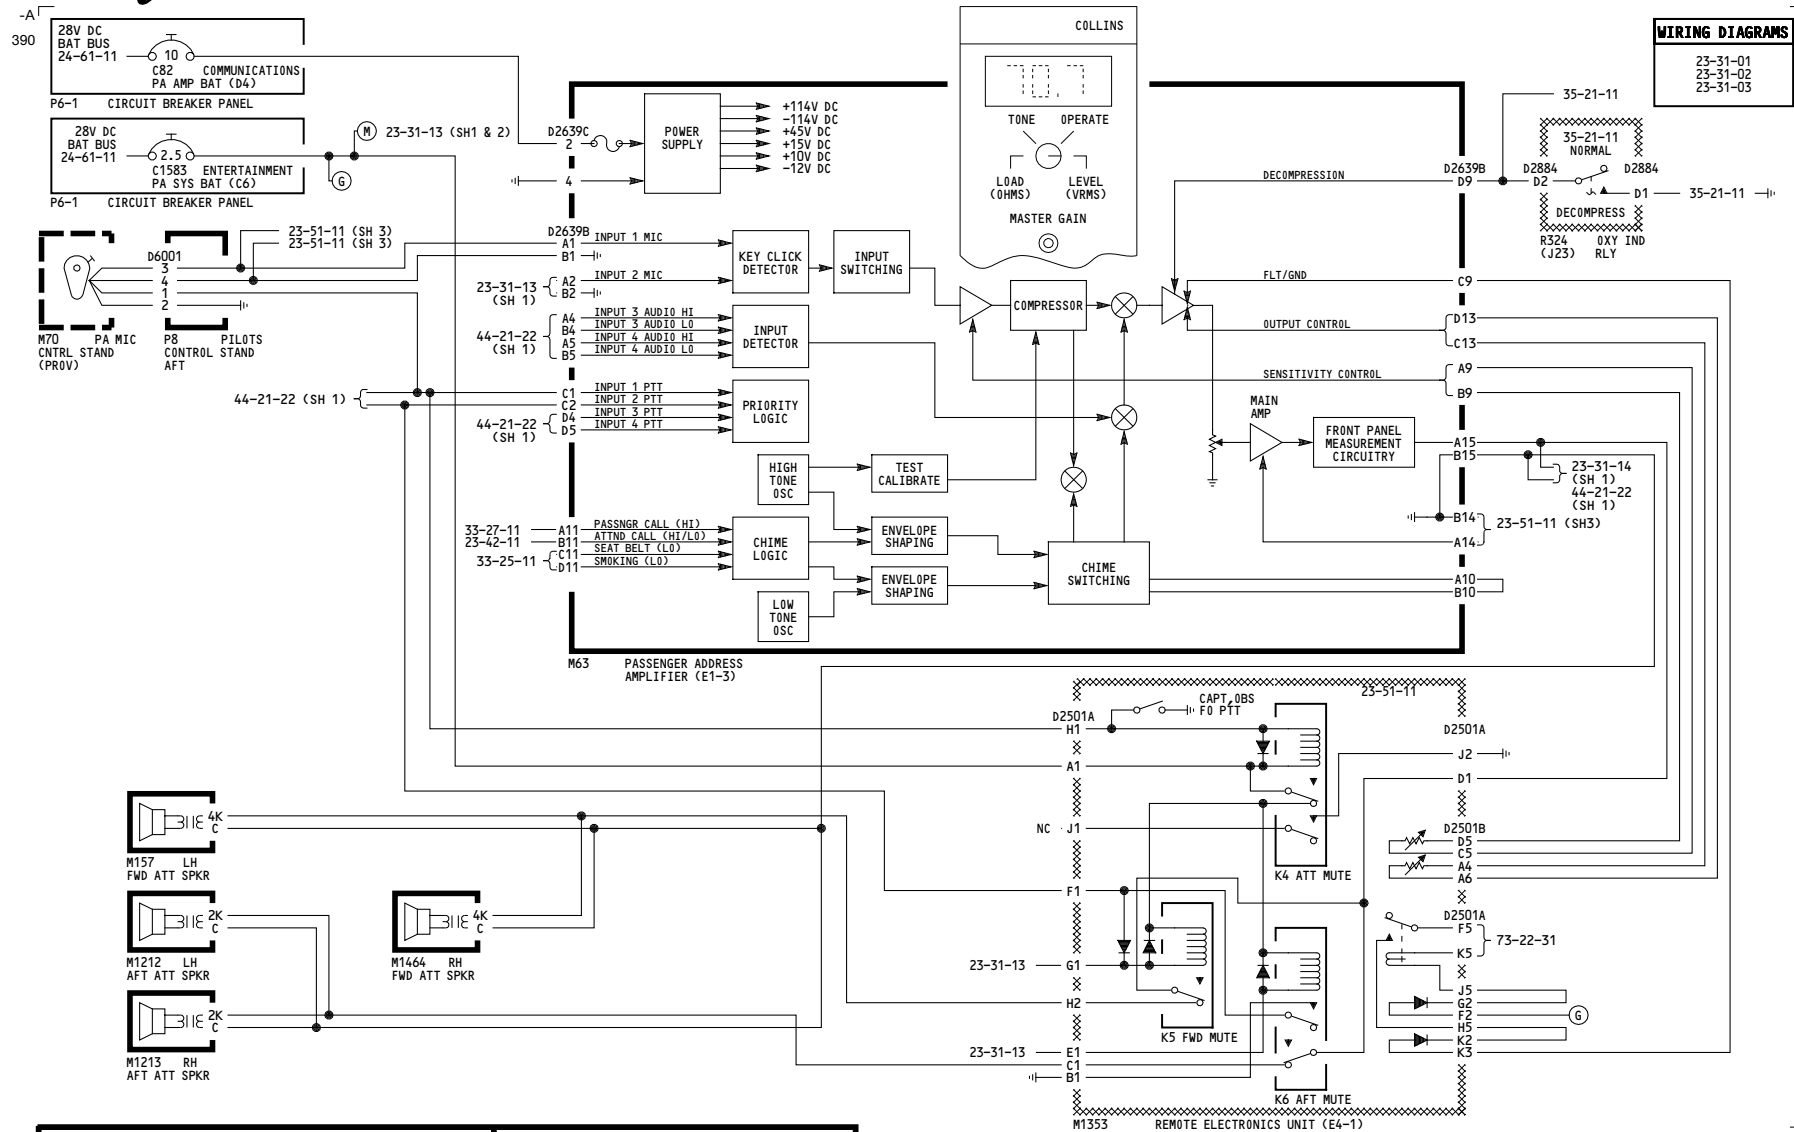 -A
390
28V DC
BAT BUS
24-61-11
10
C82 COMMUNICATIONS
PA AMP BAT (D4)
P6-1 CIRCUIT BREAKER PANEL
28V DC
BAT BUS
24-61-11
2.5
C1583 ENTERTAINMENT
PA SYS BAT (C6)
P6-1 CIRCUIT BREAKER PANEL
M
23-31-13 (SH1 & 2)
G
23-51-11 (SH 3)
23-51-11 (SH 3)
D6001
3
4
1
2
M70 PA MIC
CNTRL STAND
(PROV)
P8 PILOTS
CONTROL STAND
AFT
44-21-22 (SH 1)
D2639C
2
4
POWER
SUPPLY
+114V DC
-114V DC
+45V DC
+15V DC
+10V DC
-12V DC
COLLINS
70.7
TONE OPERATE
LOAD
(OHMS)
LEVEL
(VRMS)
MASTER GAIN
WIRING DIAGRAMS
23-31-01
23-31-02
23-31-03
35-21-11
35-21-11
NORMAL
D2639B
D9
D2884
D2
D2884
D1
35-21-11
DECOMPRESS
R324 OXY IND
(J23) RLY
DECOMPRESSION
D2639B
A1 INPUT 1 MIC
B1
23-31-13
(SH 1)
A2 INPUT 2 MIC
B2
44-21-22
(SH 1)
A4 INPUT 3 AUDIO HI
B4 INPUT 3 AUDIO LO
A5 INPUT 4 AUDIO HI
B5 INPUT 4 AUDIO LO
C1 INPUT 1 PTT
C2 INPUT 2 PTT
44-21-22
(SH 1)
D4 INPUT 3 PTT
D5 INPUT 4 PTT
KEY CLICK
DETECTOR
INPUT
SWITCHING
INPUT
DETECTOR
PRIORITY
LOGIC
COMPRESSOR
HIGH
TONE
OSC
TEST
CALIBRATE
33-27-11
A11 PASSNGR CALL (HI)
23-42-11
B11 ATTND CALL (HI/LO)
33-25-11
C11 SEAT BELT (LO)
D11 SMOKING (LO)
CHIME
LOGIC
ENVELOPE
SHAPING
ENVELOPE
SHAPING
LOW
TONE
OSC
CHIME
SWITCHING
FLT/GND
C9
OUTPUT CONTROL
D13
C13
SENSITIVITY CONTROL
A9
B9
MAIN
AMP
FRONT PANEL
MEASUREMENT
CIRCUITRY
A15
B15
23-31-14
(SH 1)
44-21-22
(SH 1)
B14
A14
23-51-11 (SH3)
A10
B10
M63 PASSENGER ADDRESS
AMPLIFIER (E1-3)
23-51-11
D2501A
H1
CAPT,OBS
FO PTT
D2501A
J2
A1
D1
NC
J1
K4 ATT MUTE
D2501B
D5
C5
A4
A6
F1
D2501A
F5
K5
73-22-31
23-31-13
G1
H2
K5 FWD MUTE
J5
G2
F2
G
H5
K2
K3
23-31-13
E1
C1
B1
K6 AFT MUTE
M1353 REMOTE ELECTRONICS UNIT (E4-1)
4K
C
M157 LH
FWD ATT SPKR
2K
C
M1212 LH
AFT ATT SPKR
4K
C
M1464 RH
FWD ATT SPKR
2K
C
M1213 RH
AFT ATT SPKR